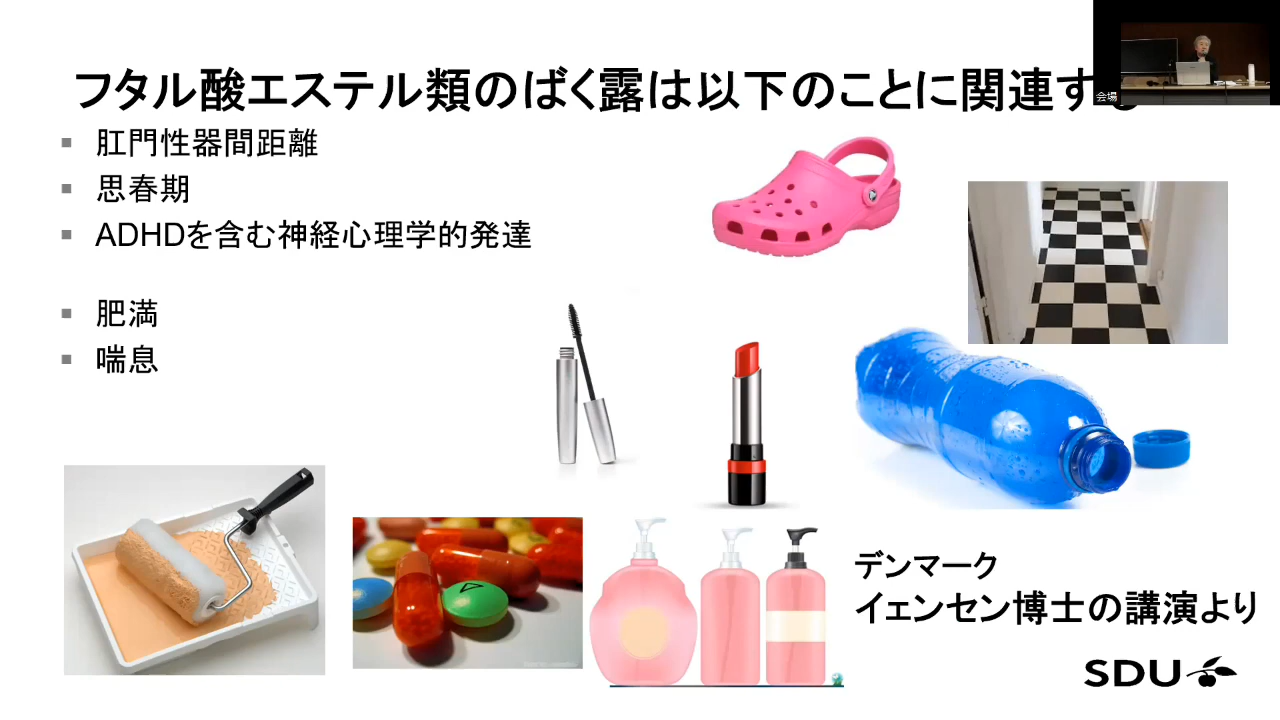 フタル酸エステル類のばく露は以下のことに関連す
会場
肛門性器間距離
思春期
ADHDを含む神経心理学的発達
肥満
喘息
デンマーク
イェンセン博士の講演より
SDU